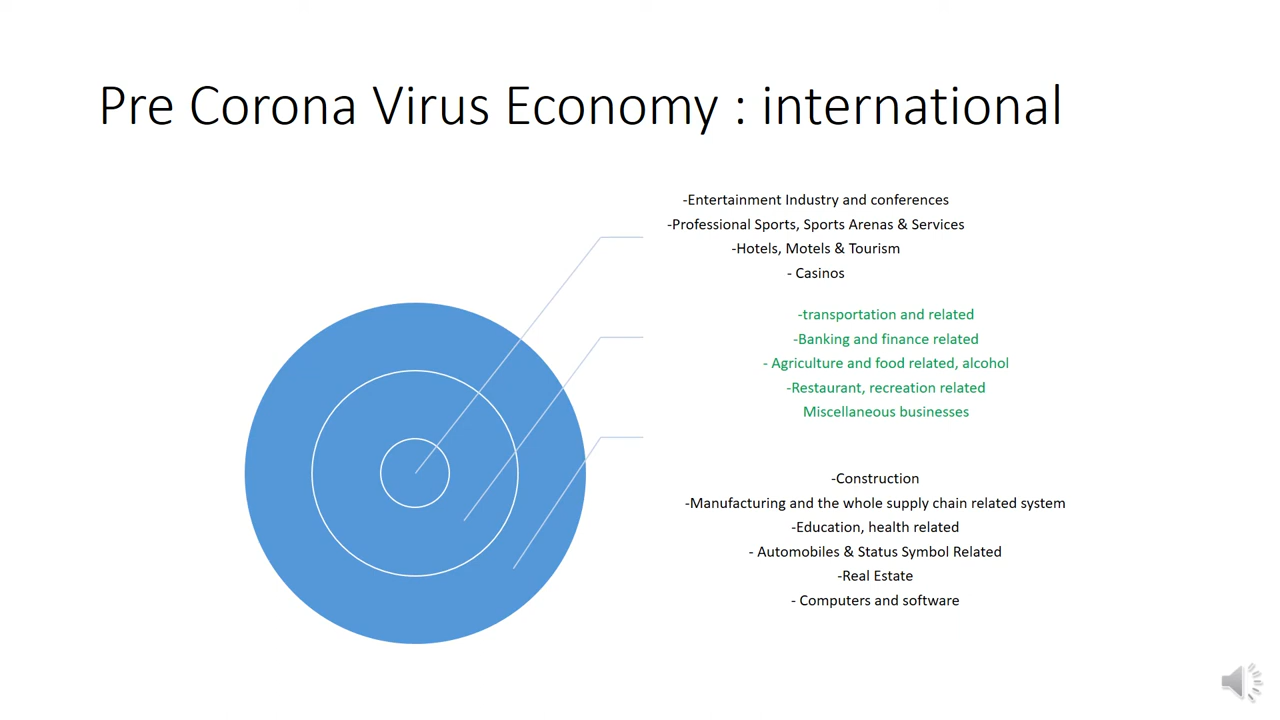 Pre Corona Virus Economy : international
-Entertainment Industry and conferences
-Professional Sports, Sports Arenas & Services
-Hotels, Motels & Tourism
- Casinos
-transportation and related
-Banking and finance related
- Agriculture and food related, alcohol
-Restaurant, recreation related
Miscellaneous businesses
-Construction
-Manufacturing and the whole supply chain related system
-Education, health related
- Automobiles & Status Symbol Related
-Real Estate
- Computers and software